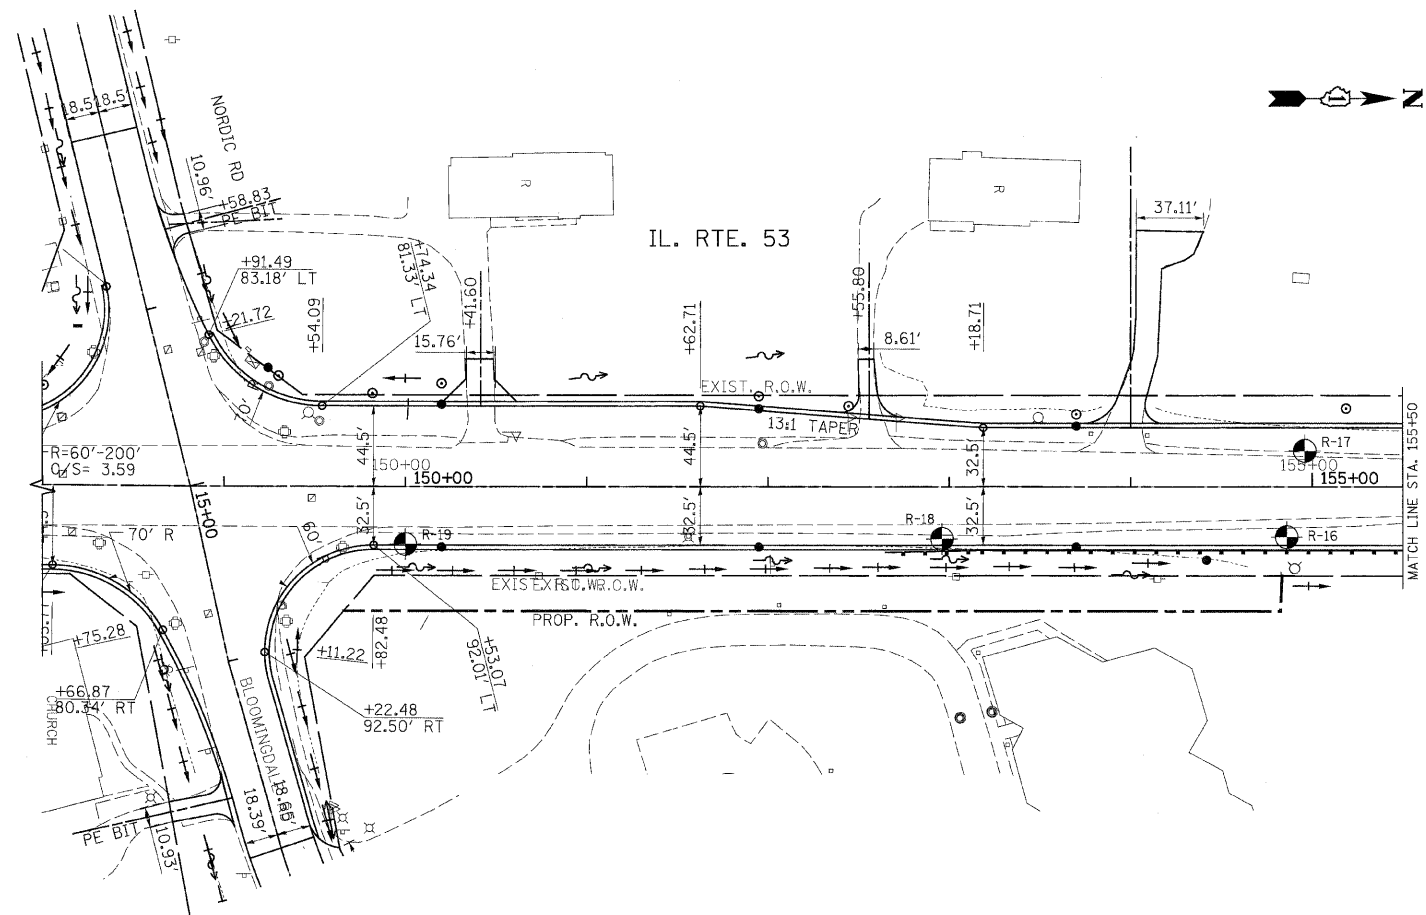 18.5'
18.5'
NORDIC RD
N
10.96'
+58.83
PE BIT
R
R
37.11'
IL. RTE. 53
+91.49
83.18' LT
+74.34
81.33' LT
+21.72
+54.09
+41.60
+62.71
+55.80
+18.71
15.76'
8.61'
EXIST. R.O.W.
13:1 TAPER
44.5'
44.5'
32.5'
R=60'-200'
O/S= 3.59
150+00
150+00
R-17
155+00
155+00
MATCH LINE STA. 155+50
15+00
70' R
60'
32.5'
32.5'
32.5'
R-19
R-18
R-16
PROP. R.O.W.
+75.28
+11.22
+82.48
+53.07
92.01' LT
+66.87
80.34' RT
+22.48
92.50' RT
CHURCH
BLOOMINGDALE
18.39'
PE BIT
10.93'